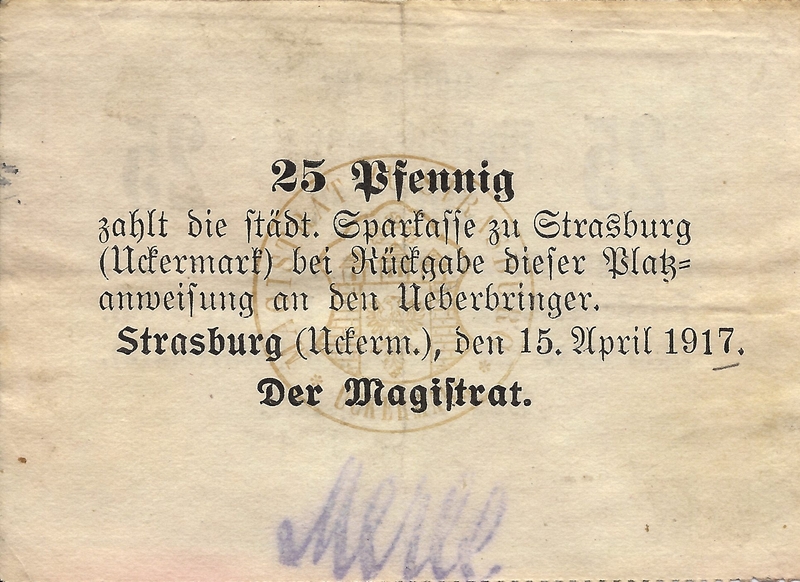 25 Pfennig
zahlt die städt. Sparkasse zu Strasburg
(Uckermark) bei Rückgabe dieser Platz=
anweisung an den Ueberbringer.
Strasburg (Uckerm.), den 15. April 1917.
Der Magistrat.